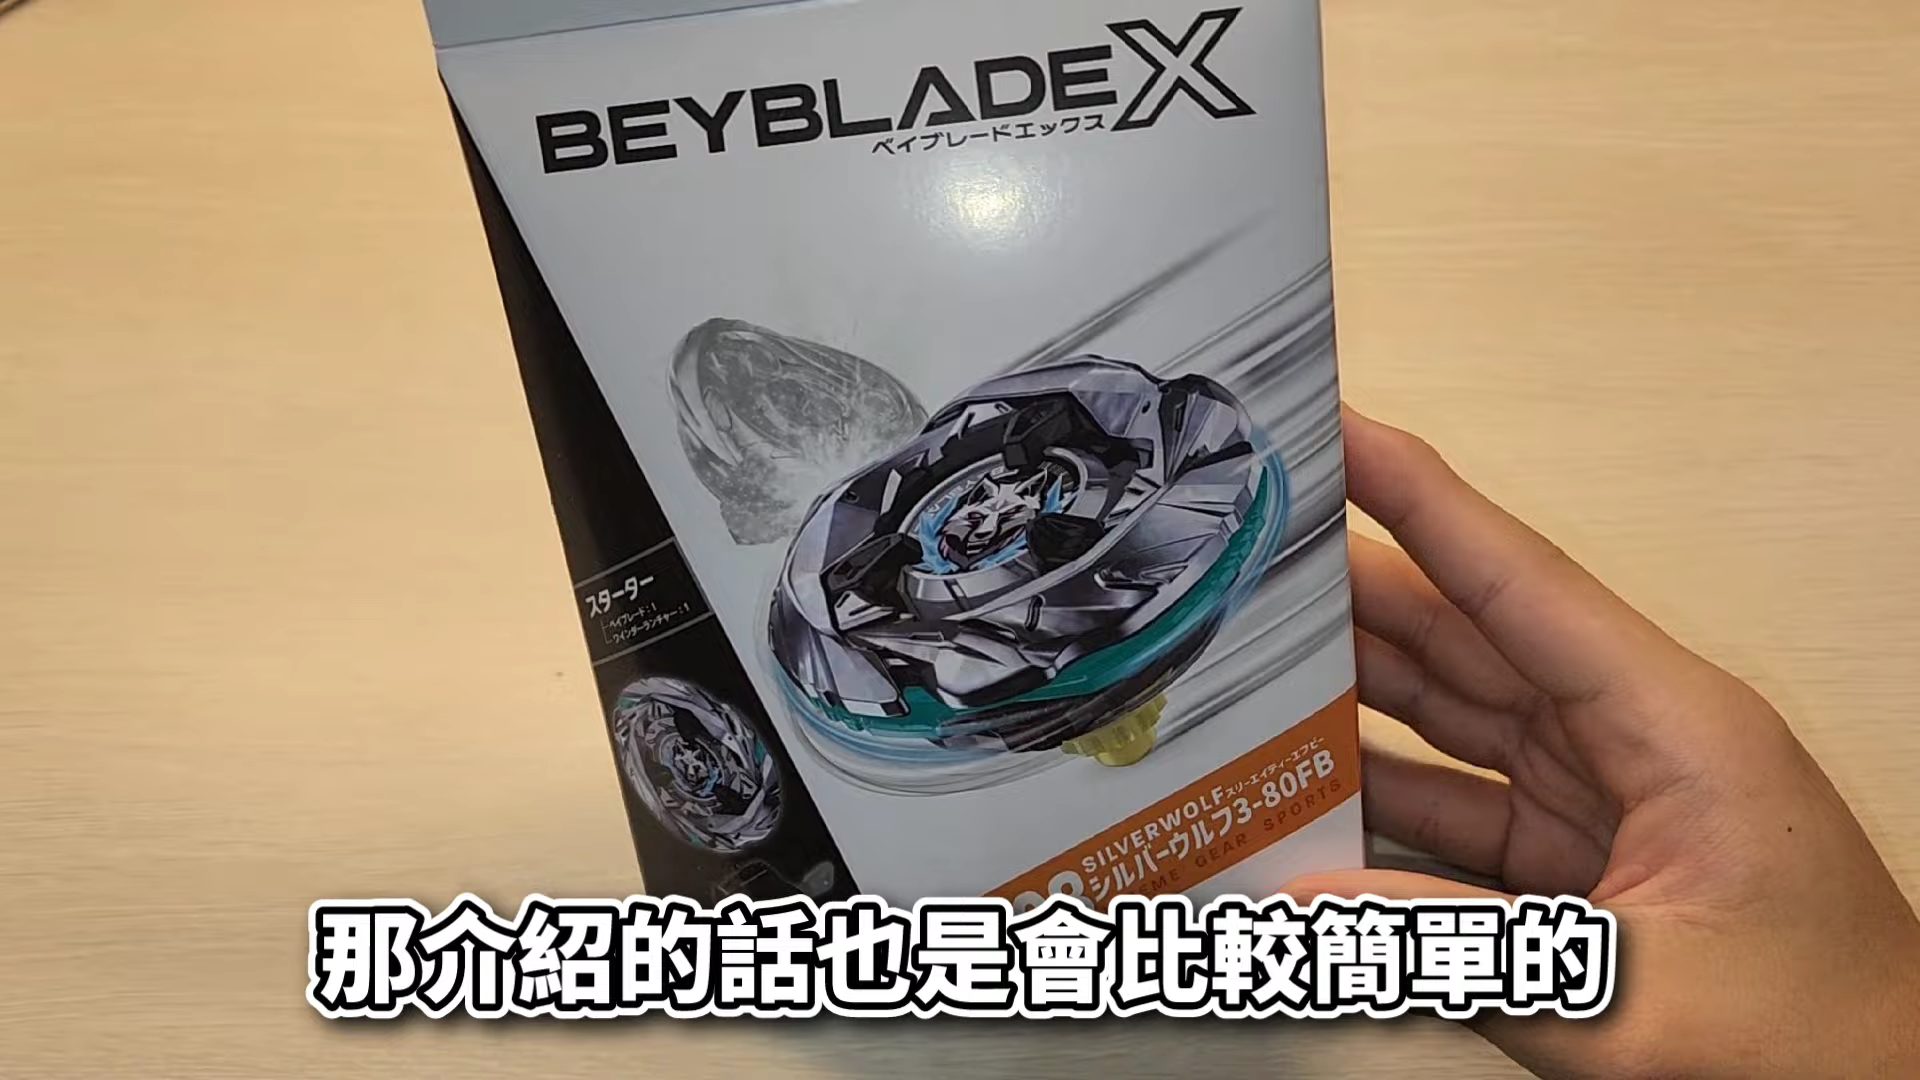 BEYBLADE X
ベイブレードエックス
スターター
ベイブレード:1
ワインダーランチャー:1
スリーエイティーエフビー
SILVERWOLF
シルバーウルフ3-80FB
GEAR SPORTS
那介紹的話也是會比較簡單的